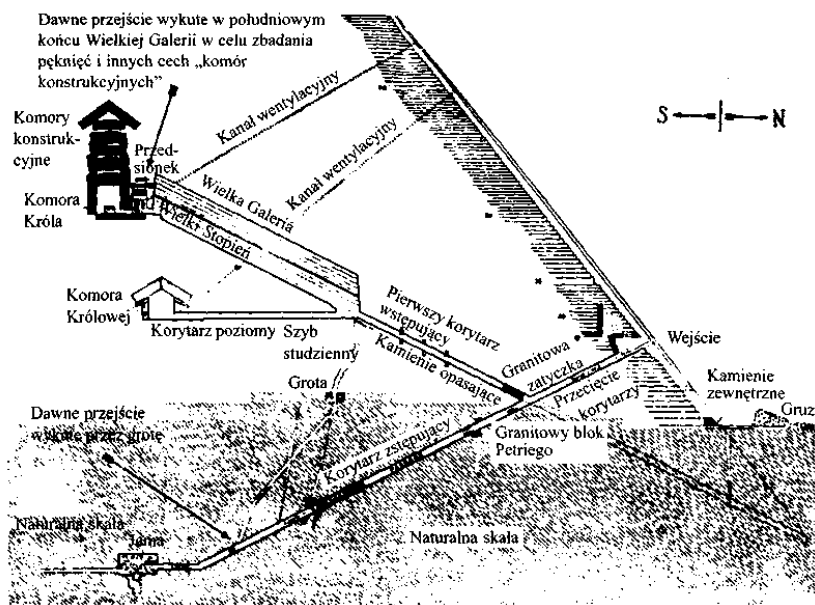 Dawne przejście wykute w południowym
końcu Wielkiej Galerii w celu zbadania
pęknięć i innych cech „komór
konstrukcyjnych”
Kanał wentylacyjny
S
N
Komory
konstruk-
cyjne
Przed-
sionek
Kanał wentylacyjny
Wielka Galeria
Komora
Króla
Wielki Stopień
Komora
Królowej
Korytarz poziomy
Szyb
studzienny
Pierwszy korytarz
wstępujący
Kamienie opasające
Granitowa
zatyczka
Wejście
Przecięcie
korytarzy
Kamienie
zewnętrzne
Gruz
Grota
Dawne przejście
wykute przez grotę
Korytarz zstępujący
Granitowy blok
Petriego
Naturalna skała
Jama
Naturalna skała